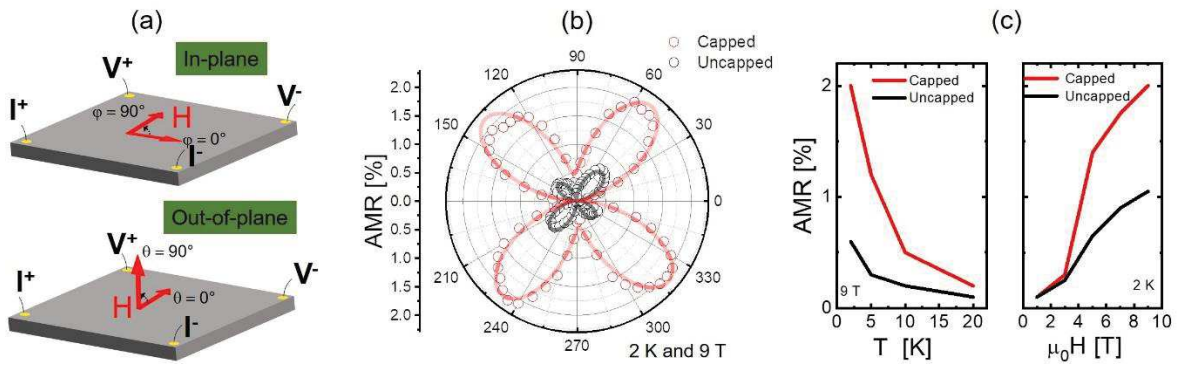 (a)
In-plane
V⁺
V⁻
I⁺
φ = 90°
H
φ = 0°
I⁻
Out-of-plane
V⁺
θ = 90°
V⁻
I⁺
H
θ = 0°
I⁻
(b)
Capped
Uncapped
AMR [%]
2.0
1.5
1.0
0.5
0.0
0.5
1.0
1.5
2.0
90
60
30
0
330
300
270
240
210
150
120
2 K and 9 T
(c)
AMR [%]
2
1
0
Capped
Uncapped
9 T
0 5 10 15 20
T [K]
Capped
Uncapped
2 K
0 2 4 6 8 10
μ₀H [T]